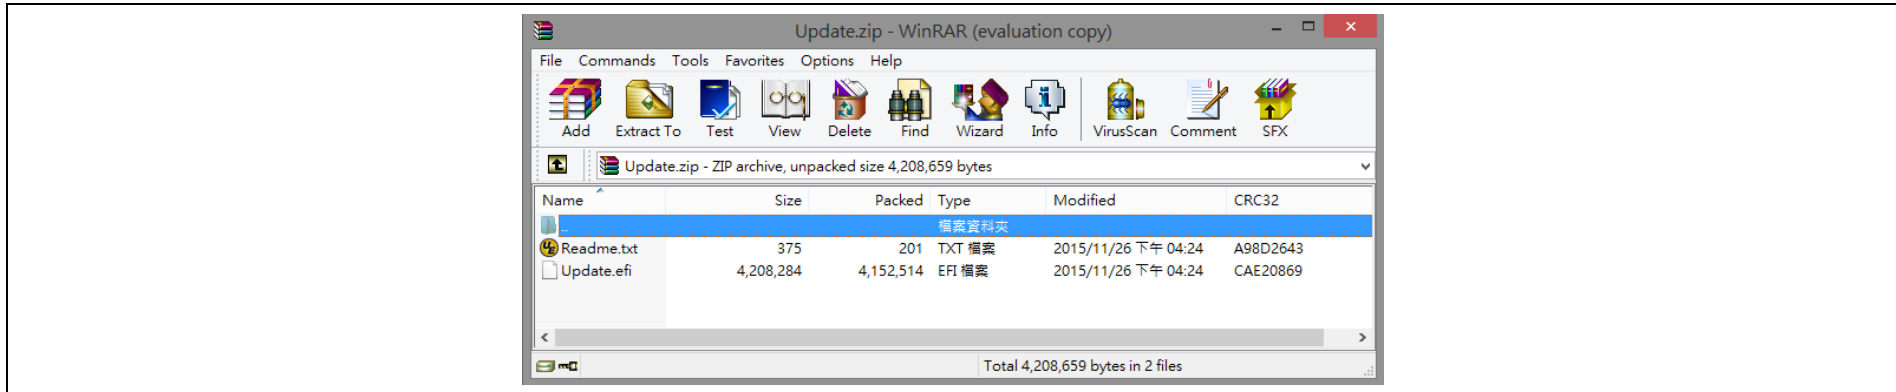 Update.zip - WinRAR (evaluation copy)
File Commands Tools Favorites Options Help
Add Extract To Test View Delete Find Wizard Info VirusScan Comment SFX
Update.zip - ZIP archive, unpacked size 4,208,659 bytes
Name Size Packed Type Modified CRC32
.. 檔案資料夾
Readme.txt 375 201 TXT 檔案 2015/11/26 下午 04:24 A98D2643
Update.efi 4,208,284 4,152,514 EFI 檔案 2015/11/26 下午 04:24 CAE20869
Total 4,208,659 bytes in 2 files